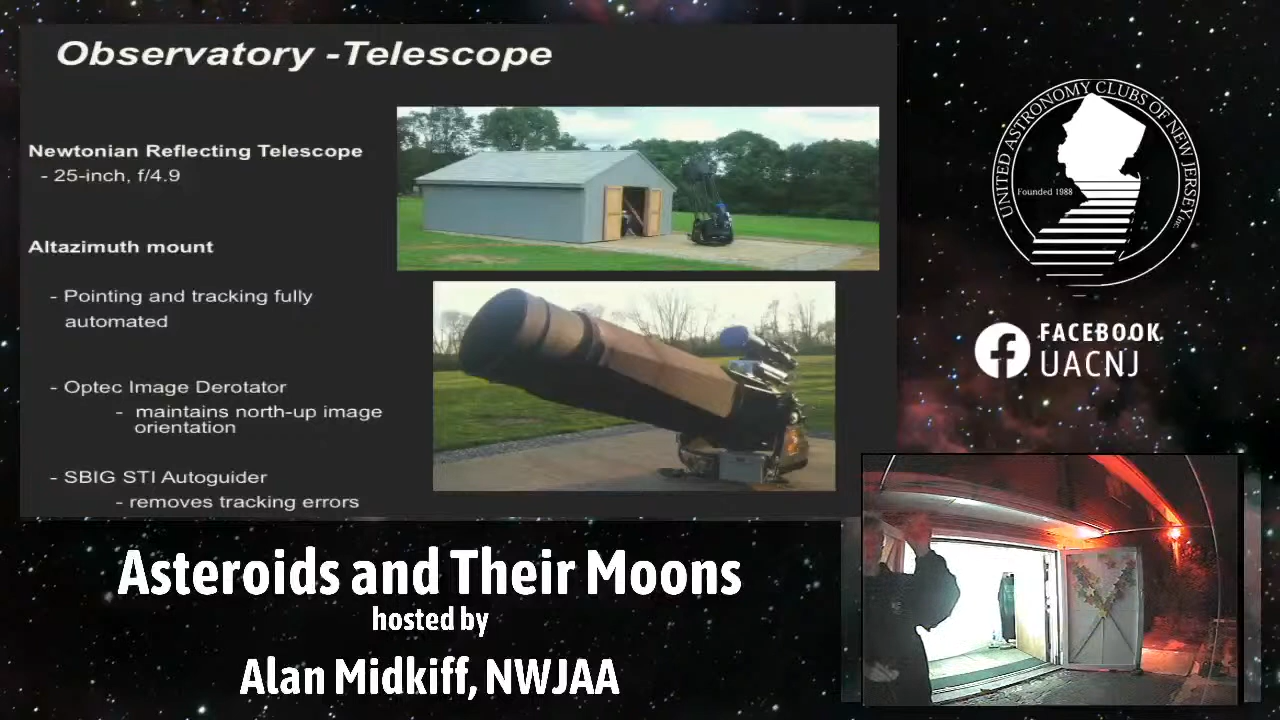 Observatory -Telescope
Newtonian Reflecting Telescope
- 25-inch, f/4.9
Altazimuth mount
- Pointing and tracking fully
automated
- Optec Image Derotator
- maintains north-up image
orientation
- SBIG STI Autoguider
- removes tracking errors
UNITED ASTRONOMY CLUBS OF NEW JERSEY, Inc.
Founded 1988
FACEBOOK
UACNJ
Asteroids and Their Moons
hosted by
Alan Midkiff, NWJAA